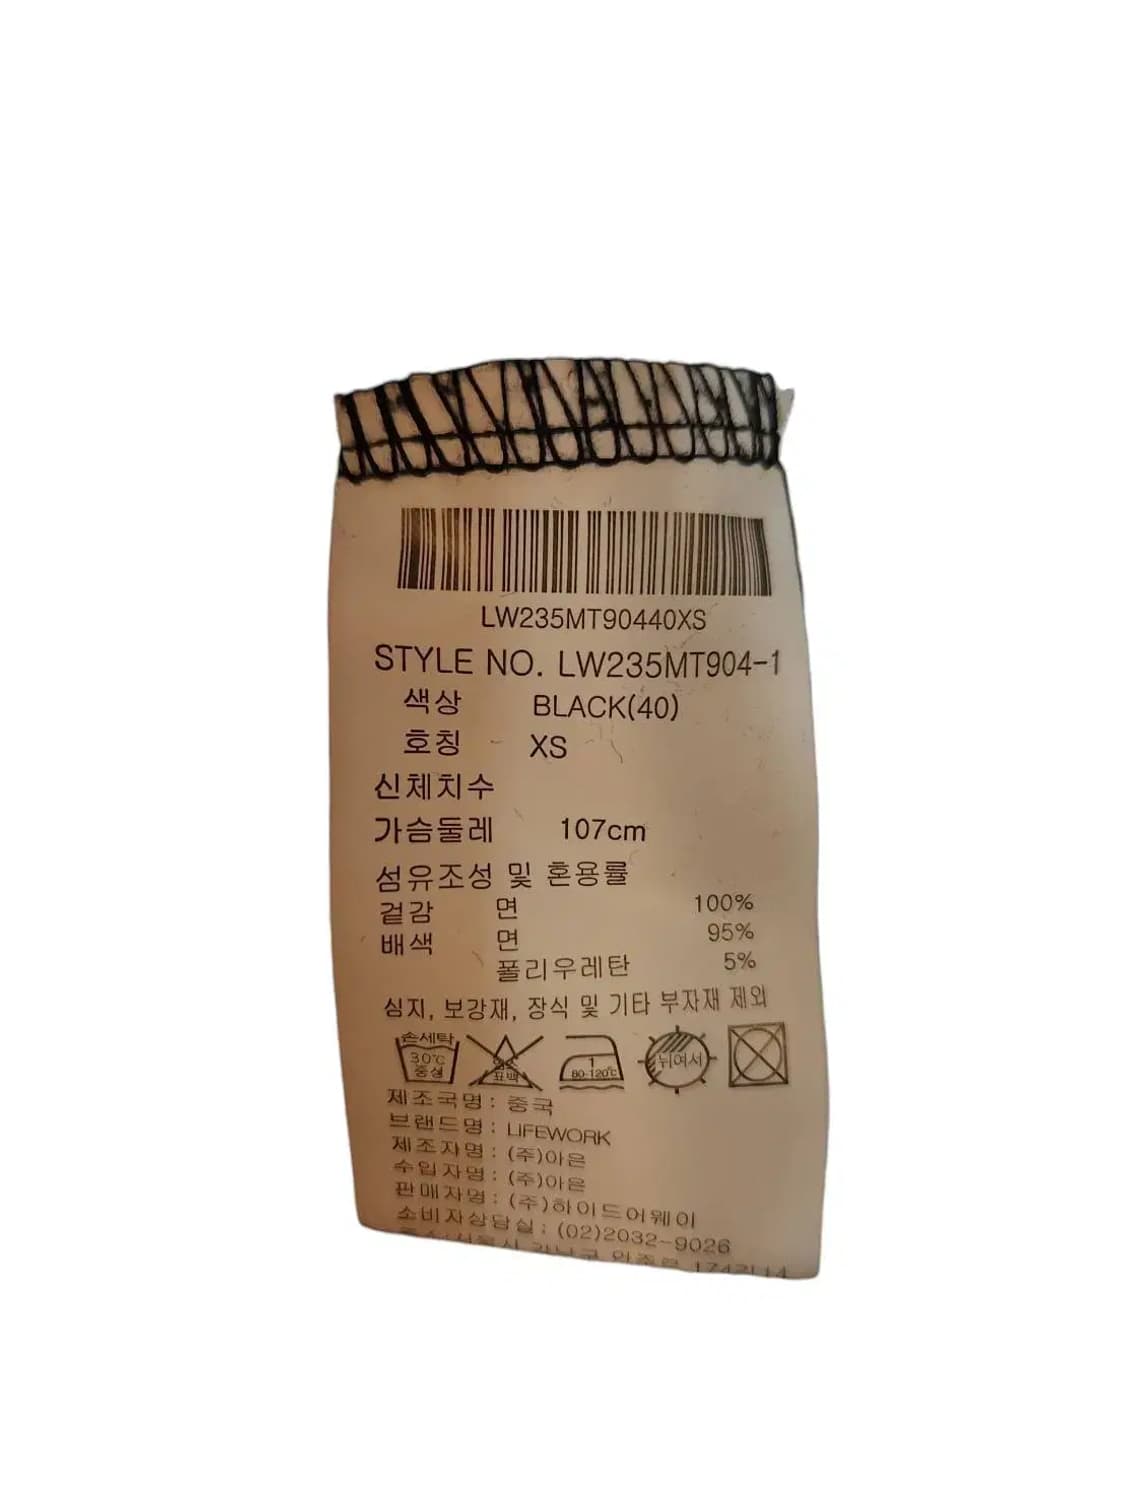 LW235MT90440XS
STYLE NO. LW235MT904-1
색상 BLACK(40)
호칭 XS
신체치수
가슴둘레 107cm
섬유조성 및 혼용률
겉감 면 100%
배색 면 95%
폴리우레탄 5%
심지, 보강재, 장식 및 기타 부자재 제외
손세탁
30℃
중성
표백
1
80-120℃
뉘여서
제조국명 : 중국
브랜드명 : LIFEWORK
제조자명 : (주)아은
수입자명 : (주)아은
판매자명 : (주)하이드어웨이
소비자상담실 : (02)2032-9026